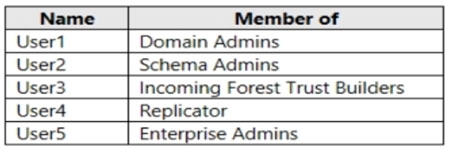 Name Member of
User1 Domain Admins
User2 Schema Admins
User3 Incoming Forest Trust Builders
User4 Replicator
User5 Enterprise Admins